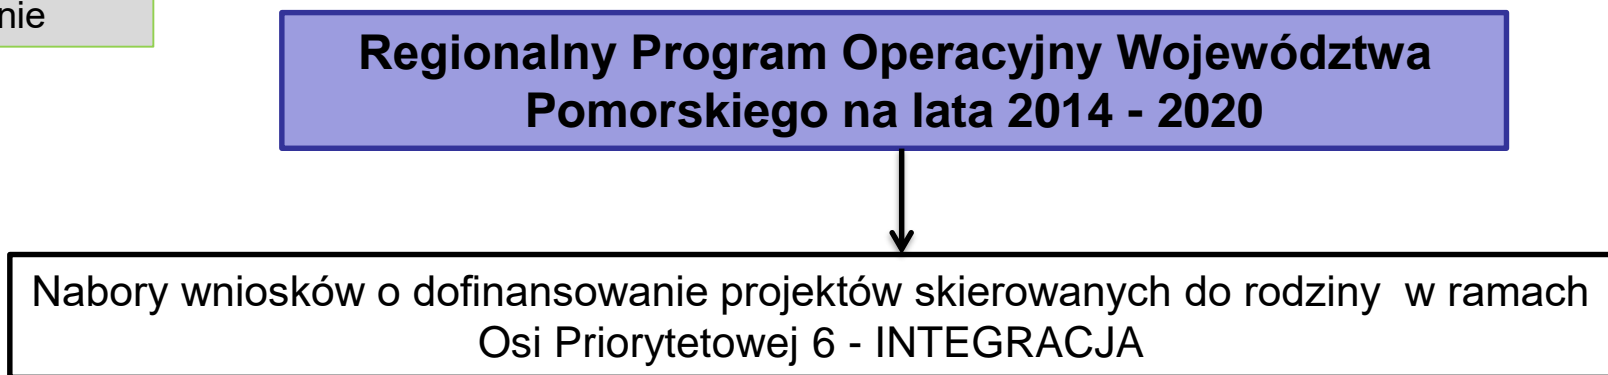 nie
Regionalny Program Operacyjny Województwa
Pomorskiego na lata 2014 - 2020
Nabory wniosków o dofinansowanie projektów skierowanych do rodziny w ramach
Osi Priorytetowej 6 - INTEGRACJA